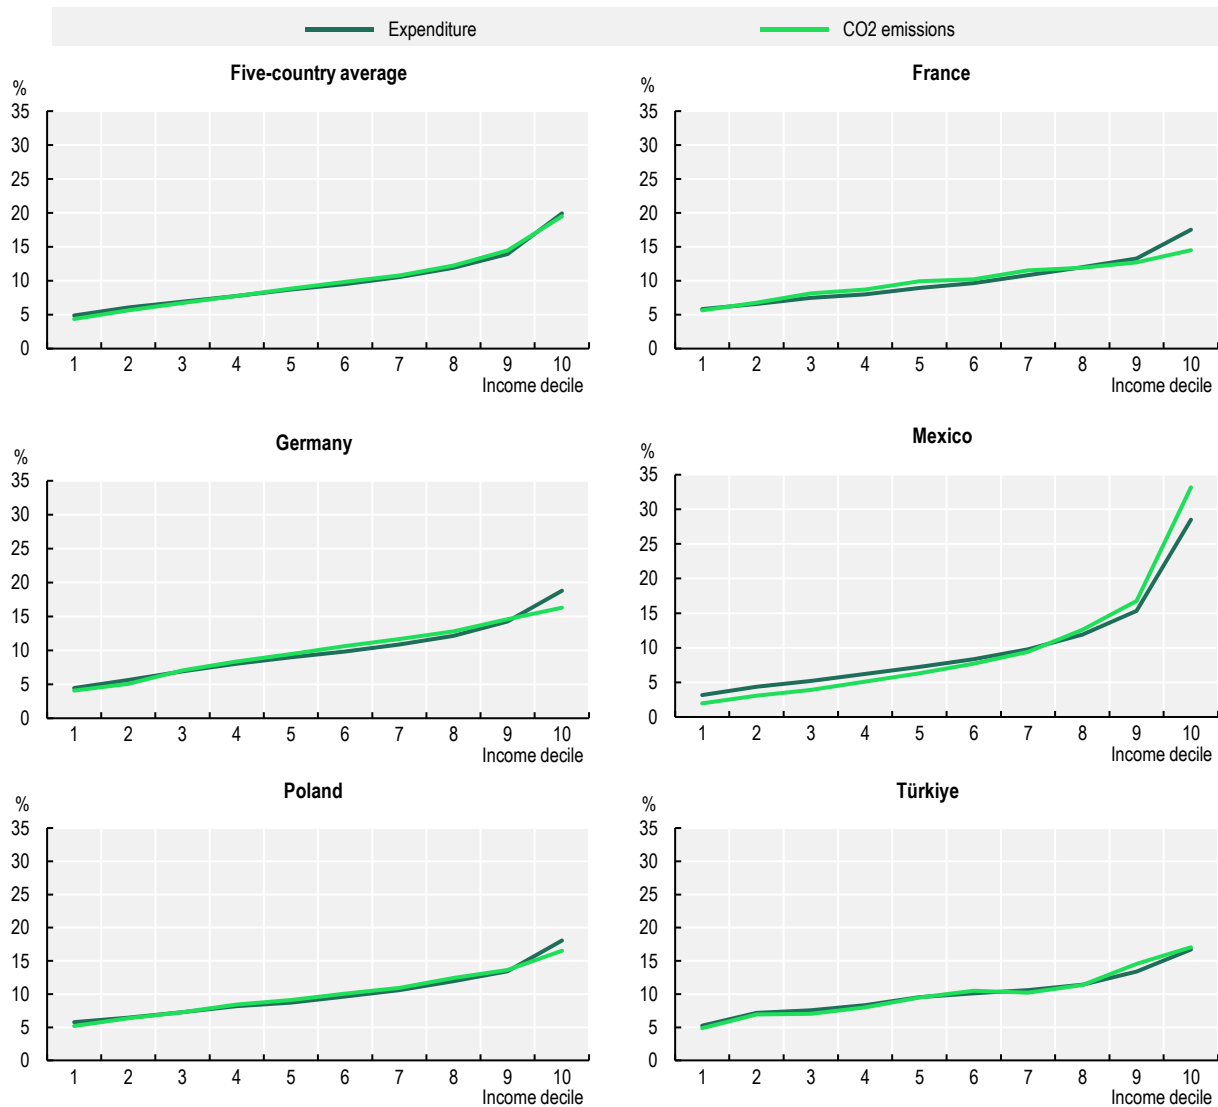 Expenditure CO2 emissions
Five-country average
%
35
30
25
20
15
10
5
0
1 2 3 4 5 6 7 8 9 10
Income decile
France
%
35
30
25
20
15
10
5
0
1 2 3 4 5 6 7 8 9 10
Income decile
Germany
%
35
30
25
20
15
10
5
0
1 2 3 4 5 6 7 8 9 10
Income decile
Mexico
%
35
30
25
20
15
10
5
0
1 2 3 4 5 6 7 8 9 10
Income decile
Poland
%
35
30
25
20
15
10
5
0
1 2 3 4 5 6 7 8 9 10
Income decile
Türkiye
%
35
30
25
20
15
10
5
0
1 2 3 4 5 6 7 8 9 10
Income decile